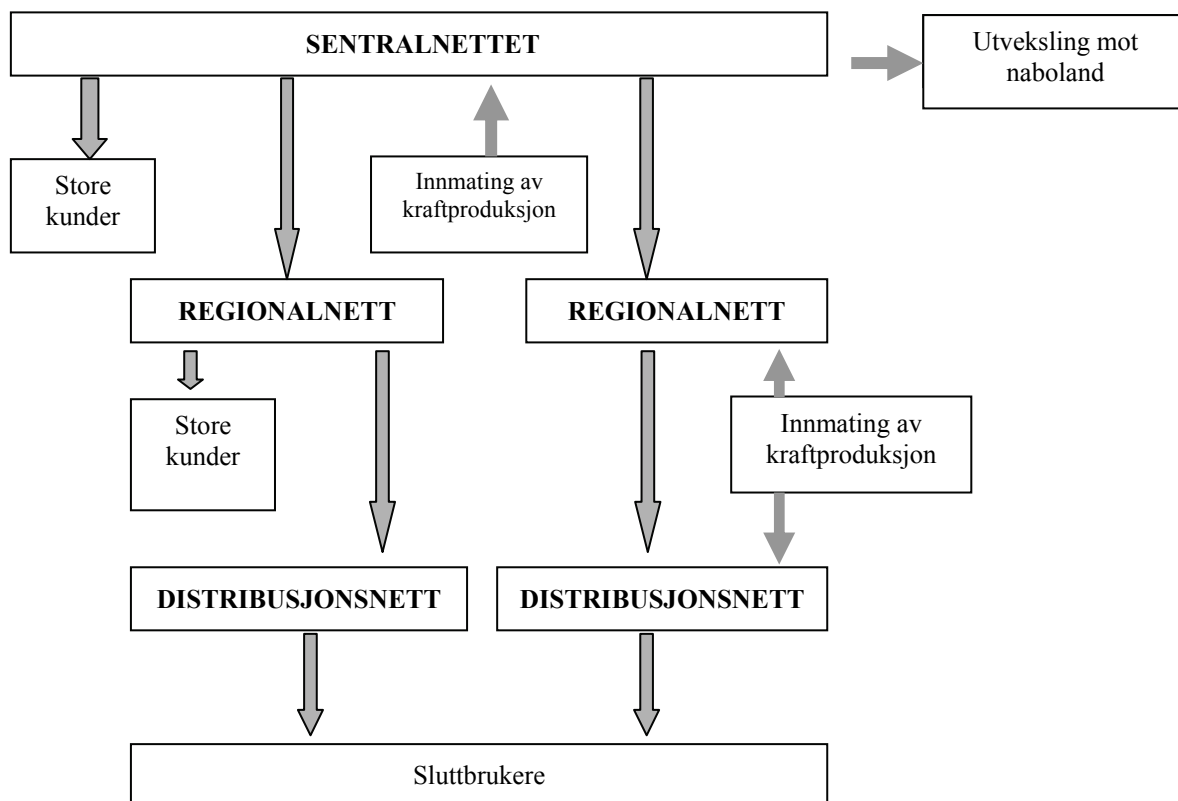 SENTRALNETTET
Utveksling mot
naboland
Store
kunder
Innmating av
kraftproduksjon
REGIONALNETT
REGIONALNETT
Store
kunder
Innmating av
kraftproduksjon
DISTRIBUSJONSNETT
DISTRIBUSJONSNETT
Sluttbrukere